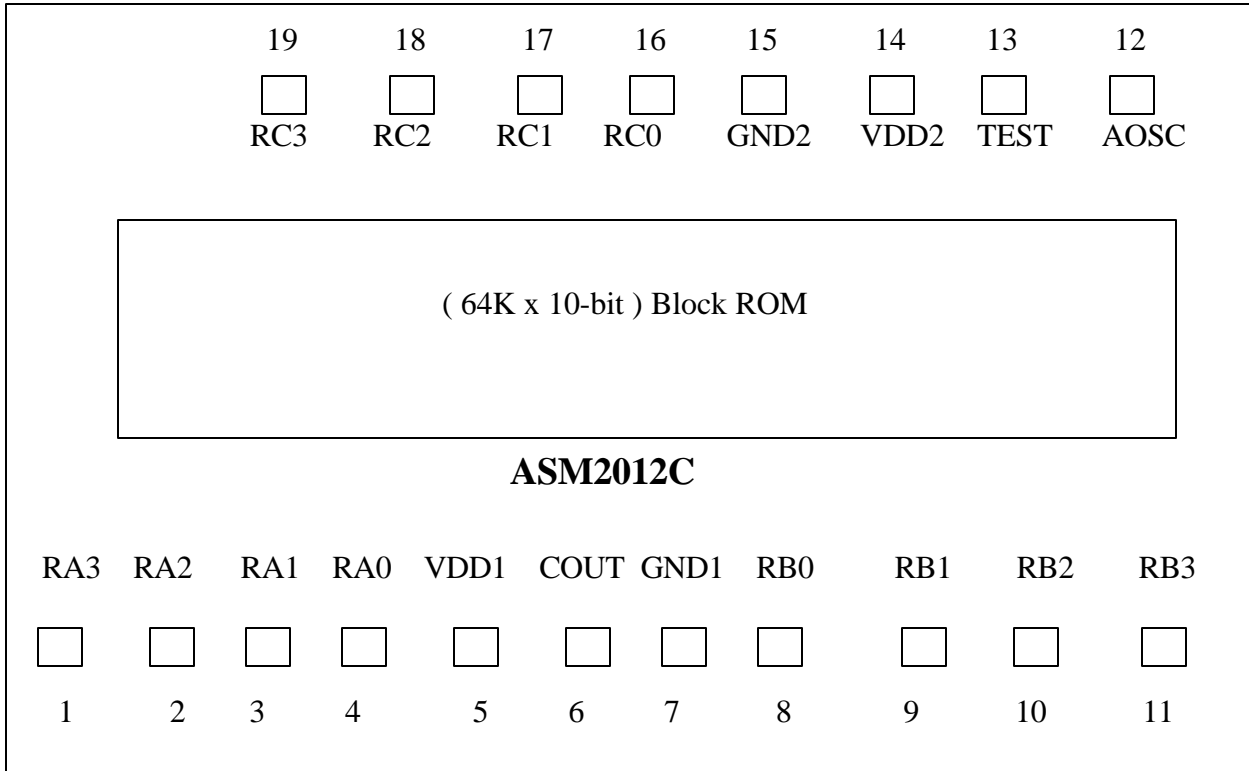 19 18 17 16 15 14 13 12
RC3 RC2 RC1 RC0 GND2 VDD2 TEST AOSC
( 64K x 10-bit ) Block ROM
ASM2012C
RA3 RA2 RA1 RA0 VDD1 COUT GND1 RB0 RB1 RB2 RB3
1 2 3 4 5 6 7 8 9 10 11